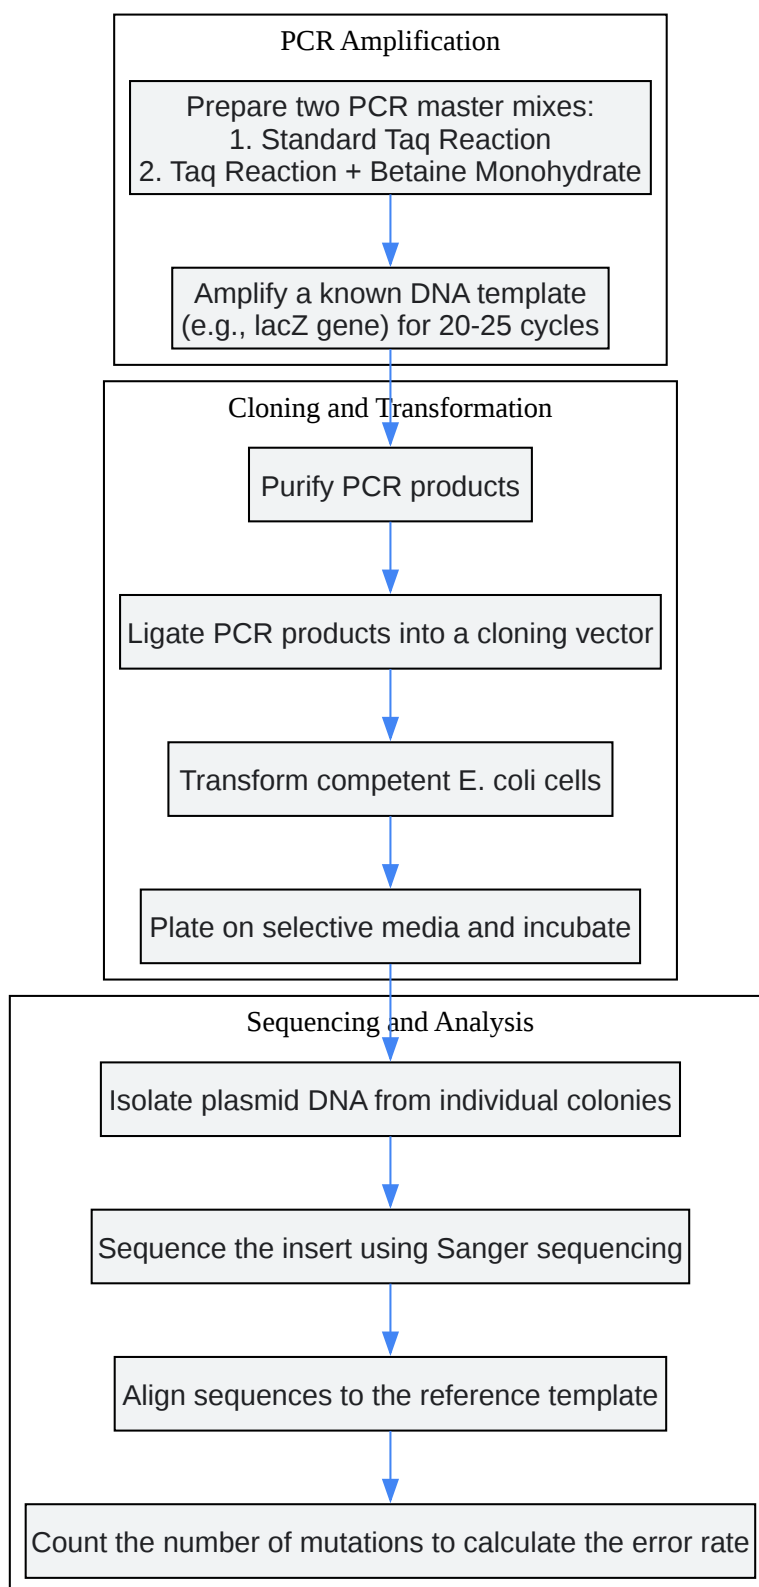 PCR Amplification
Prepare two PCR master mixes:
1. Standard Taq Reaction
2. Taq Reaction + Betaine Monohydrate
Amplify a known DNA template
(e.g., lacZ gene) for 20-25 cycles
Cloning and Transformation
Purify PCR products
Ligate PCR products into a cloning vector
Transform competent E. coli cells
Plate on selective media and incubate
Sequencing and Analysis
Isolate plasmid DNA from individual colonies
Sequence the insert using Sanger sequencing
Align sequences to the reference template
Count the number of mutations to calculate the error rate